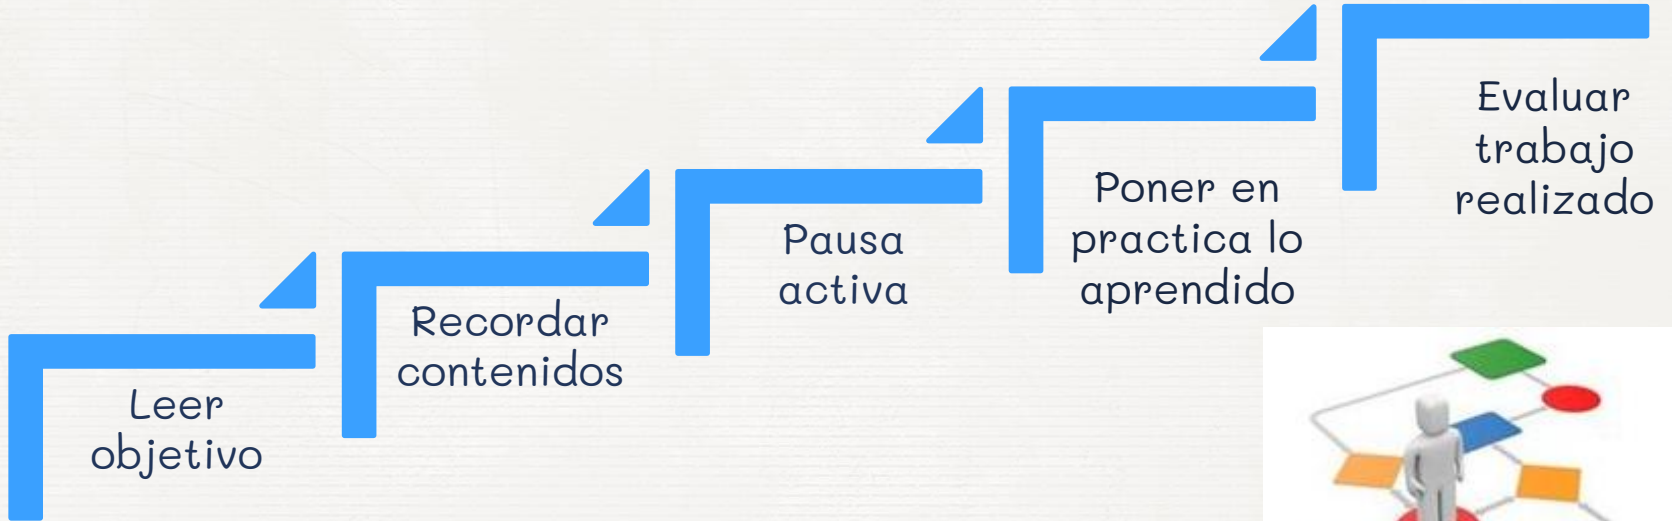 Leer
objetivo
Recordar
contenidos
Pausa
activa
Poner en
practica lo
aprendido
Evaluar
trabajo
realizado